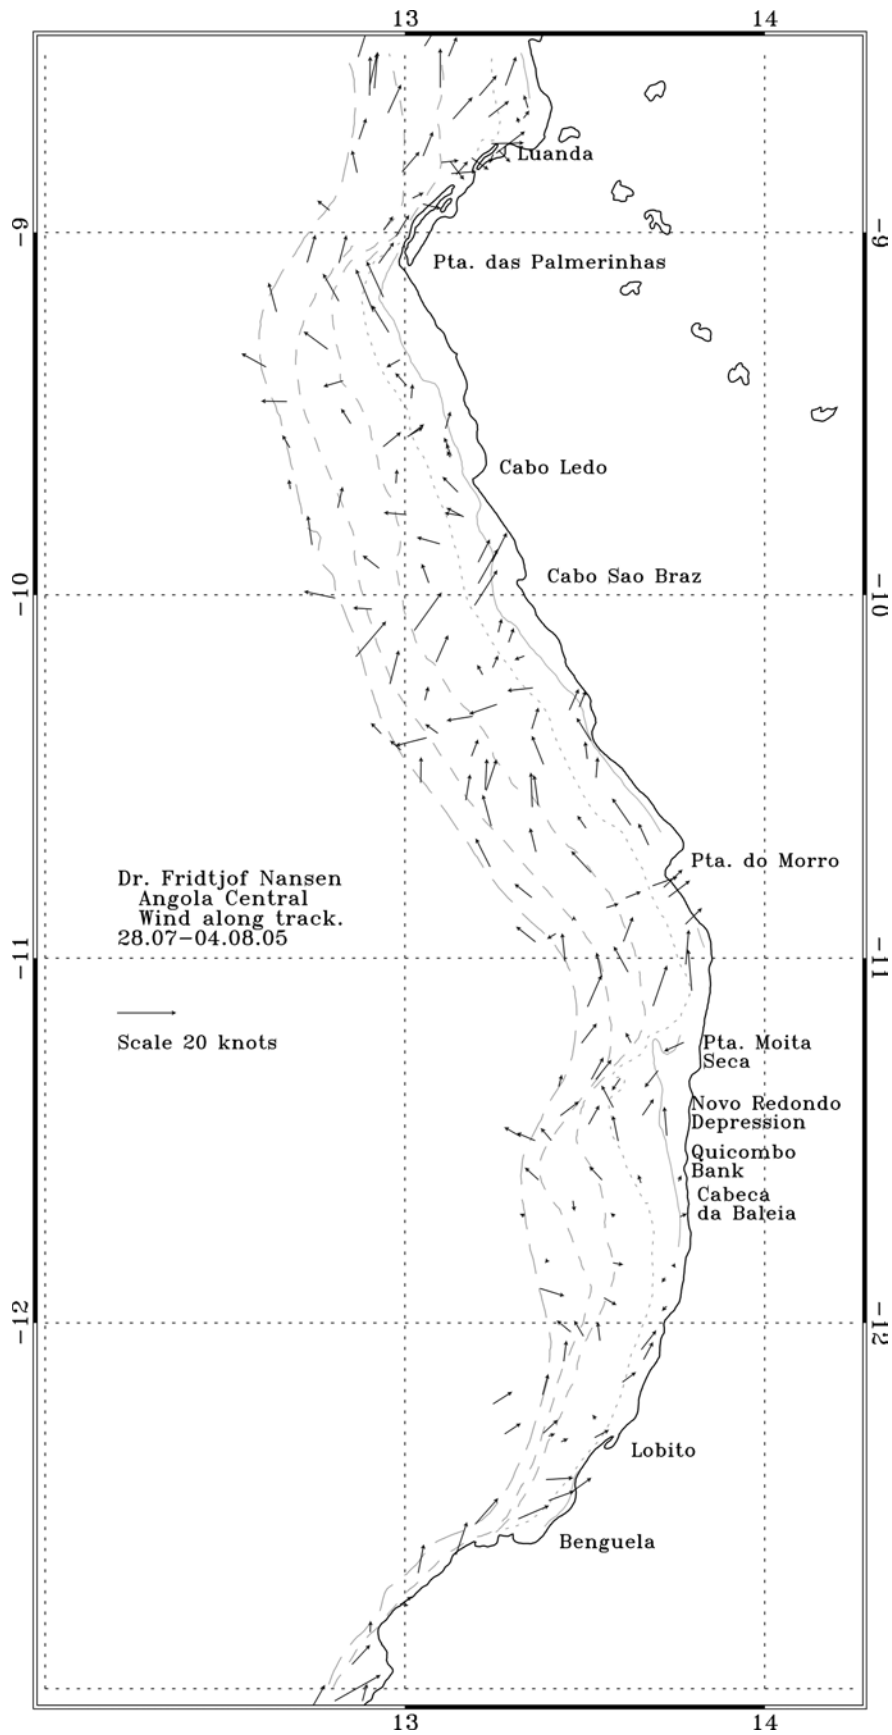 13 14
Luanda
-9 -9
Pta. das Palmerinhas
Cabo Ledo
Cabo Sao Braz
-10 -10
Pta. do Morro
Dr. Fridtjof Nansen
Angola Central
Wind along track.
28.07-04.08.05
-11 -11
Scale 20 knots
Pta. Moita
Seca
Novo Redondo
Depression
Quicombo
Bank
Cabeca
da Baleia
-12 -12
Lobito
Benguela
13 14